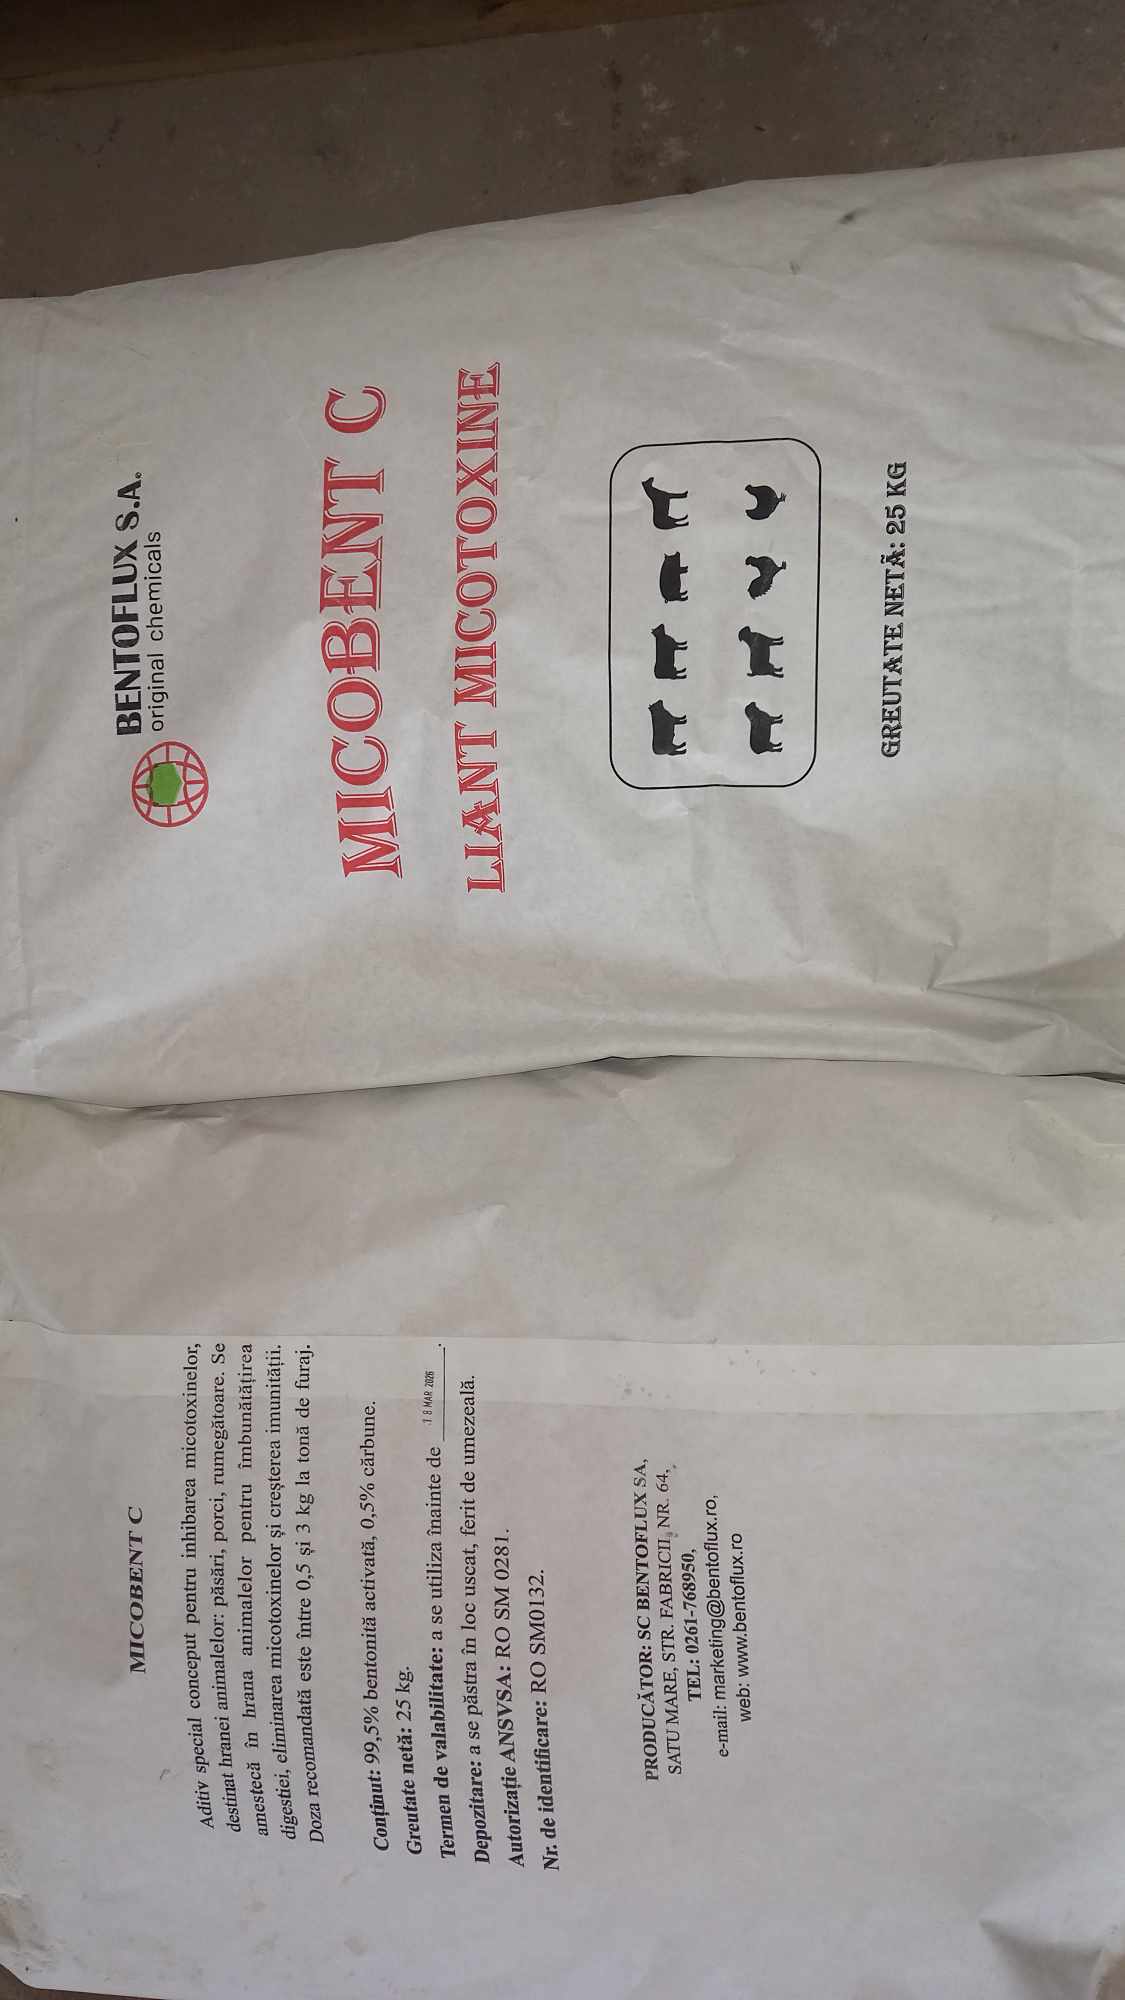 BENTOFLUX S.A.
original chemicals
MICOBENT C
LIANT MICOTOXINE
GREUTATE NETÃ: 25 KG
MICOBENT C
Aditiv special conceput pentru inhibarea micotoxinelor,
destinat hranei animalelor: păsări, porci, rumegătoare. Se
amestecă în hrana animalelor pentru îmbunătățirea
digestiei, eliminarea micotoxinelor și creșterea imunității.
Doza recomandată este între 0,5 și 3 kg la tonă de furaj.
Conținut: 99,5% bentonită activată, 0,5% cărbune.
Greutate netă: 25 kg.
Termen de valabilitate: a se utiliza înainte de 18 MAR 2026.
Depozitare: a se păstra în loc uscat, ferit de umezeală.
Autorizație ANSVSA: RO SM 0281.
Nr. de identificare: RO SM0132.
PRODUCĂTOR: SC BENTOFLUX SA,
SATU MARE, STR. FABRICII, NR. 64,
TEL: 0261-768950,
e-mail: marketing@bentoflux.ro,
web: www.bentoflux.ro